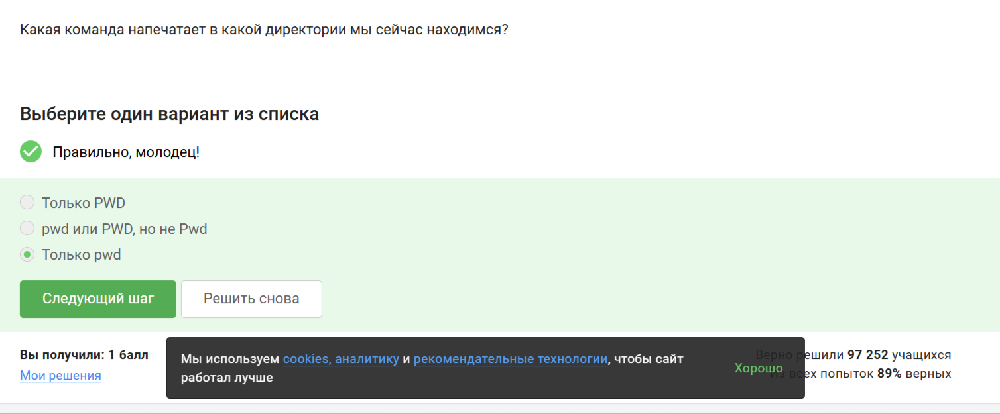 Какая команда напечатает в какой директории мы сейчас находимся?
Выберите один вариант из списка
Правильно, молодец!
Только PWD
pwd или PWD, но не Pwd
Только pwd
Следующий шаг
Решить снова
Вы получили: 1 балл
Мои решения
Мы используем cookies, аналитику и рекомендательные технологии, чтобы сайт
работал лучше
Хорошо
Верно решили 97 252 учащихся
Из всех попыток 89% верных